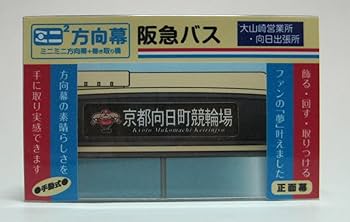 ミニ²方向幕
ミニミニ方向幕+巻き取り機
阪急バス
大山崎営業所
・向日出張所
手に取り実感できます
方向幕の素晴らしさを
●手動式●
京都向日町競輪場
Kyoto Mukomachi Keirinjyo
飾る・回す・取りつける
ファンの「夢」叶えました
正面幕